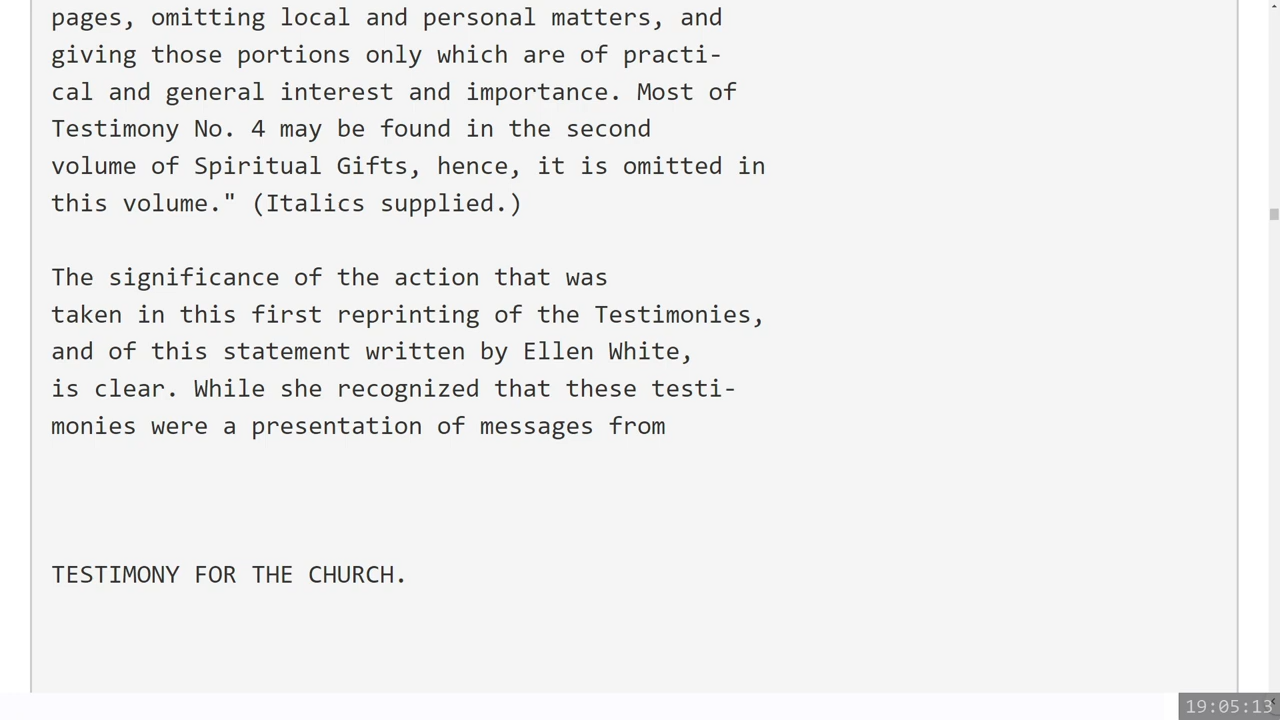 pages, omitting local and personal matters, and
giving those portions only which are of practi-
cal and general interest and importance. Most of
Testimony No. 4 may be found in the second
volume of Spiritual Gifts, hence, it is omitted in
this volume." (Italics supplied.)
The significance of the action that was
taken in this first reprinting of the Testimonies,
and of this statement written by Ellen White,
is clear. While she recognized that these testi-
monies were a presentation of messages from
TESTIMONY FOR THE CHURCH.
19:05:13